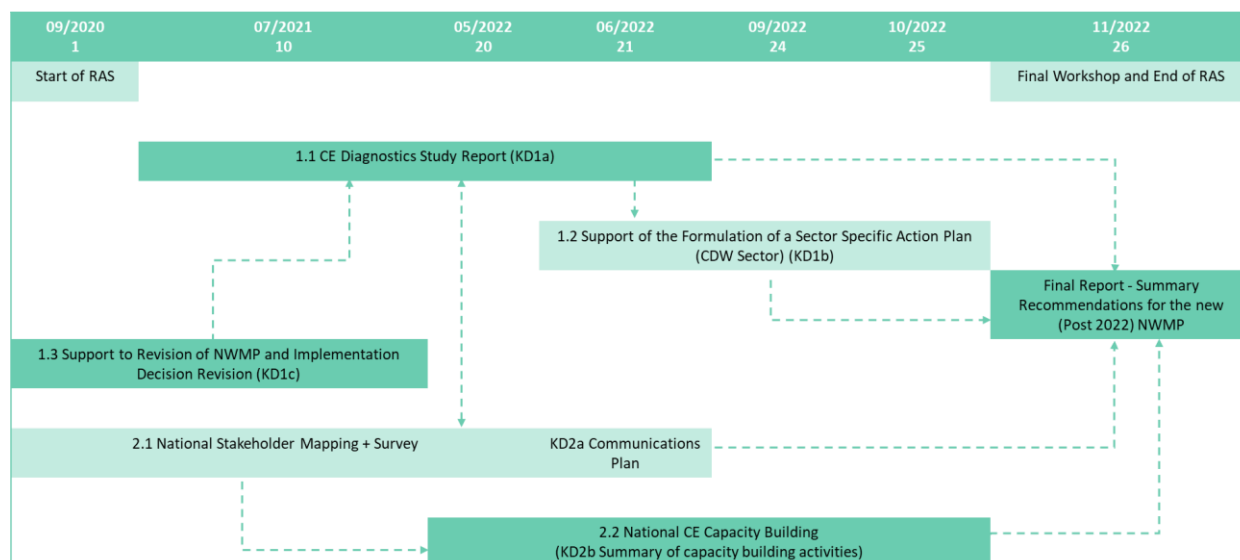 09/2020
1
07/2021
10
05/2022
20
06/2022
21
09/2022
24
10/2022
25
11/2022
26
Start of RAS
Final Workshop and End of RAS
1.1 CE Diagnostics Study Report (KD1a)
1.2 Support of the Formulation of a Sector Specific Action Plan
(CDW Sector) (KD1b)
Final Report - Summary
Recommendations for the new
(Post 2022) NWMP
1.3 Support to Revision of NWMP and Implementation
Decision Revision (KD1c)
2.1 National Stakeholder Mapping + Survey
KD2a Communications
Plan
2.2 National CE Capacity Building
(KD2b Summary of capacity building activities)